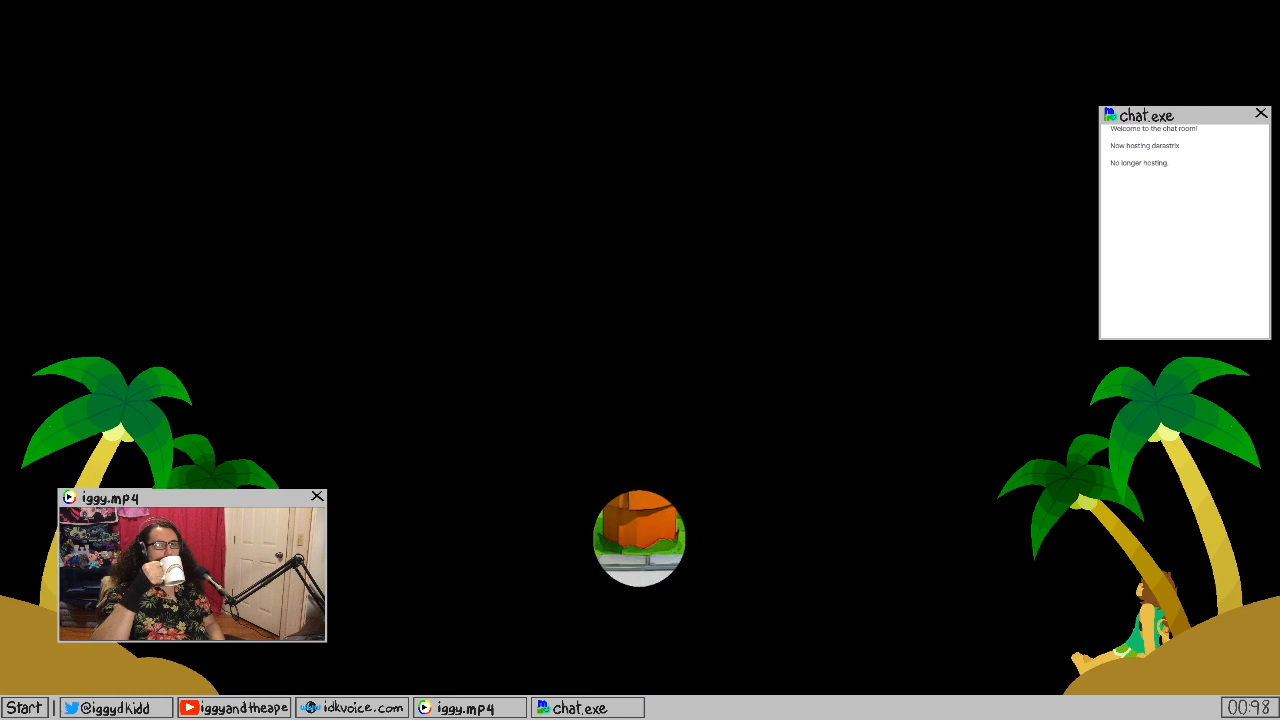 chat.exe
Welcome to the chat room!
Now hosting darastrix
No longer hosting.
iggy.mp4
Start | @iggydkidd iggyandtheape idkvoice.com iggy.mp4 chat.exe 00:98